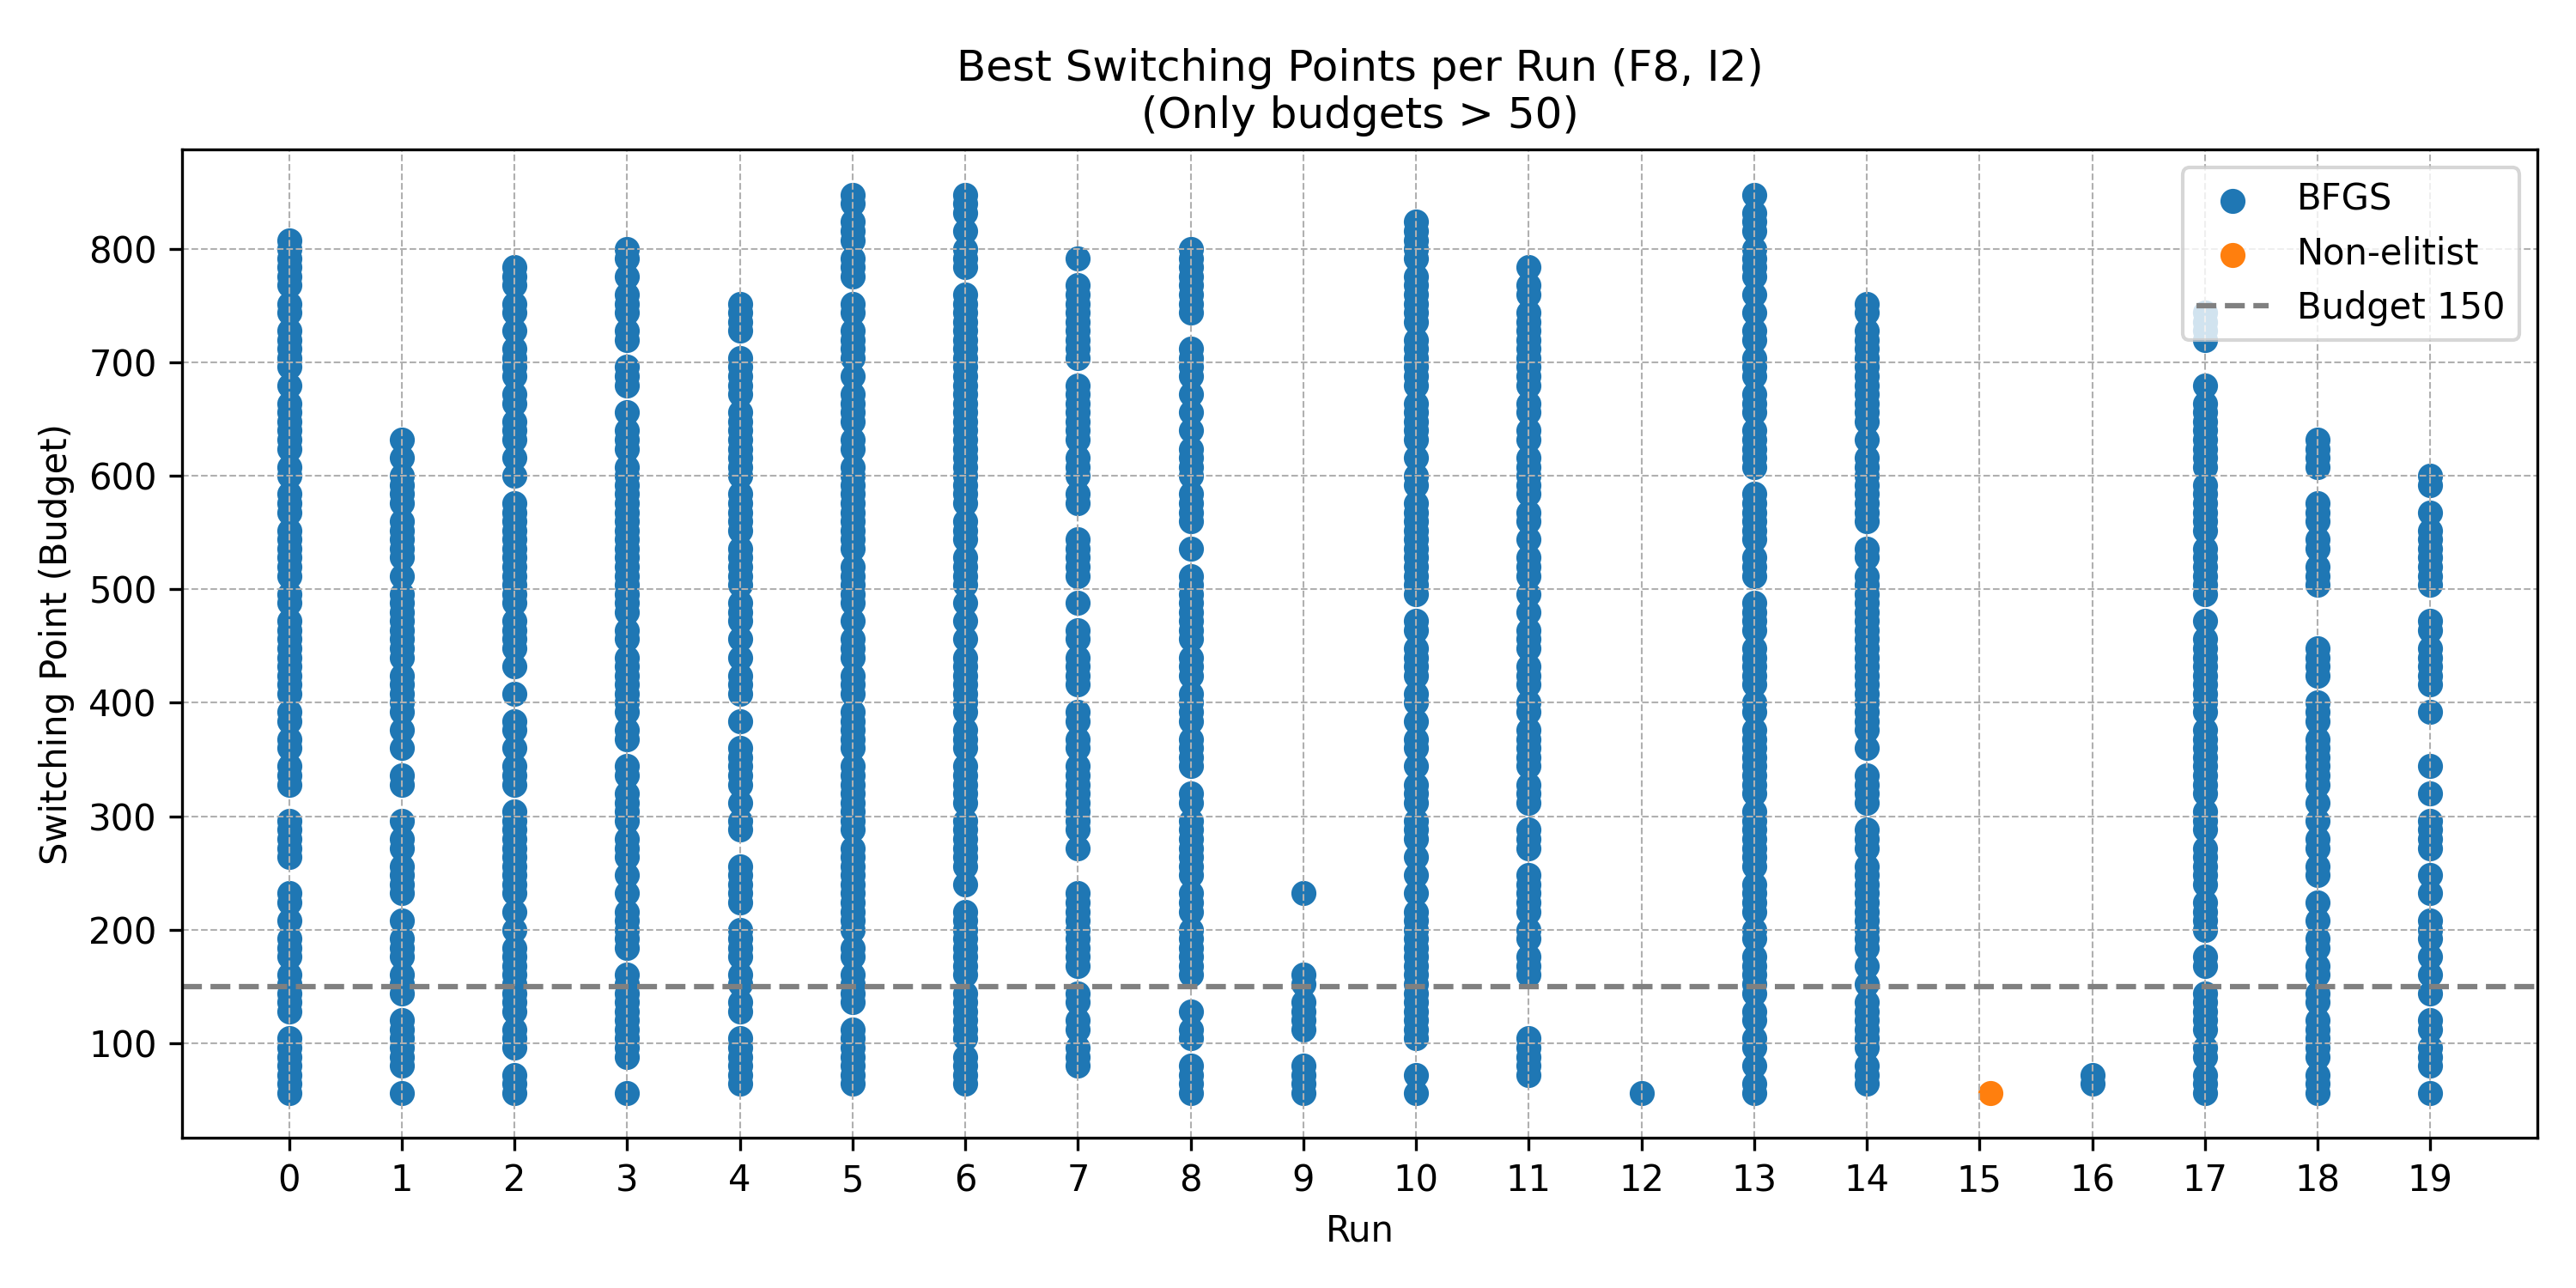 Best Switching Points per Run (F8, I2)
(Only budgets > 50)
BFGS
Non-elitist
Budget 150
Switching Point (Budget)
800
700
600
500
400
300
200
100
0 1 2 3 4 5 6 7 8 9 10 11 12 13 14 15 16 17 18 19
Run